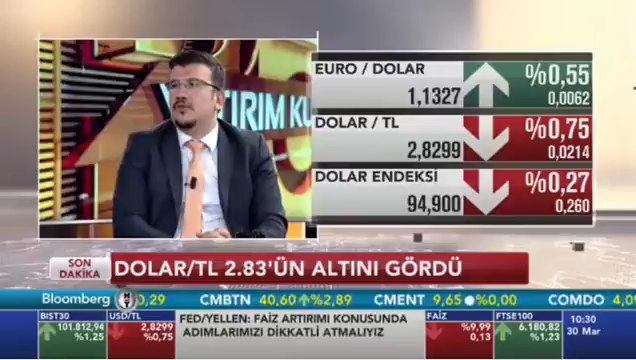 YATIRIM KU
EURO / DOLAR
1,1327
%0,55
0,0062
DOLAR / TL
2,8299
%0,75
0,0214
DOLAR ENDEKSİ
94,900
%0,27
0,260
SON DAKİKA
DOLAR/TL 2.83'ÜN ALTINI GÖRDÜ
Bloomberg HT 0,29 CMBTN 40,60 %2,89 CMENT 9,65 %0,00 COMDO 4,09
BIST30
101.812,94
%1,25
USD/TL
2,8299
%0,75
FED/YELLEN: FAİZ ARTIRIMI KONUSUNDA
ADIMLARIMIZI DİKKATLİ ATMALIYIZ
FAİZ
%9,99
0,13
FTSE100
6.180,82
%1,23
10:30
30 Mar